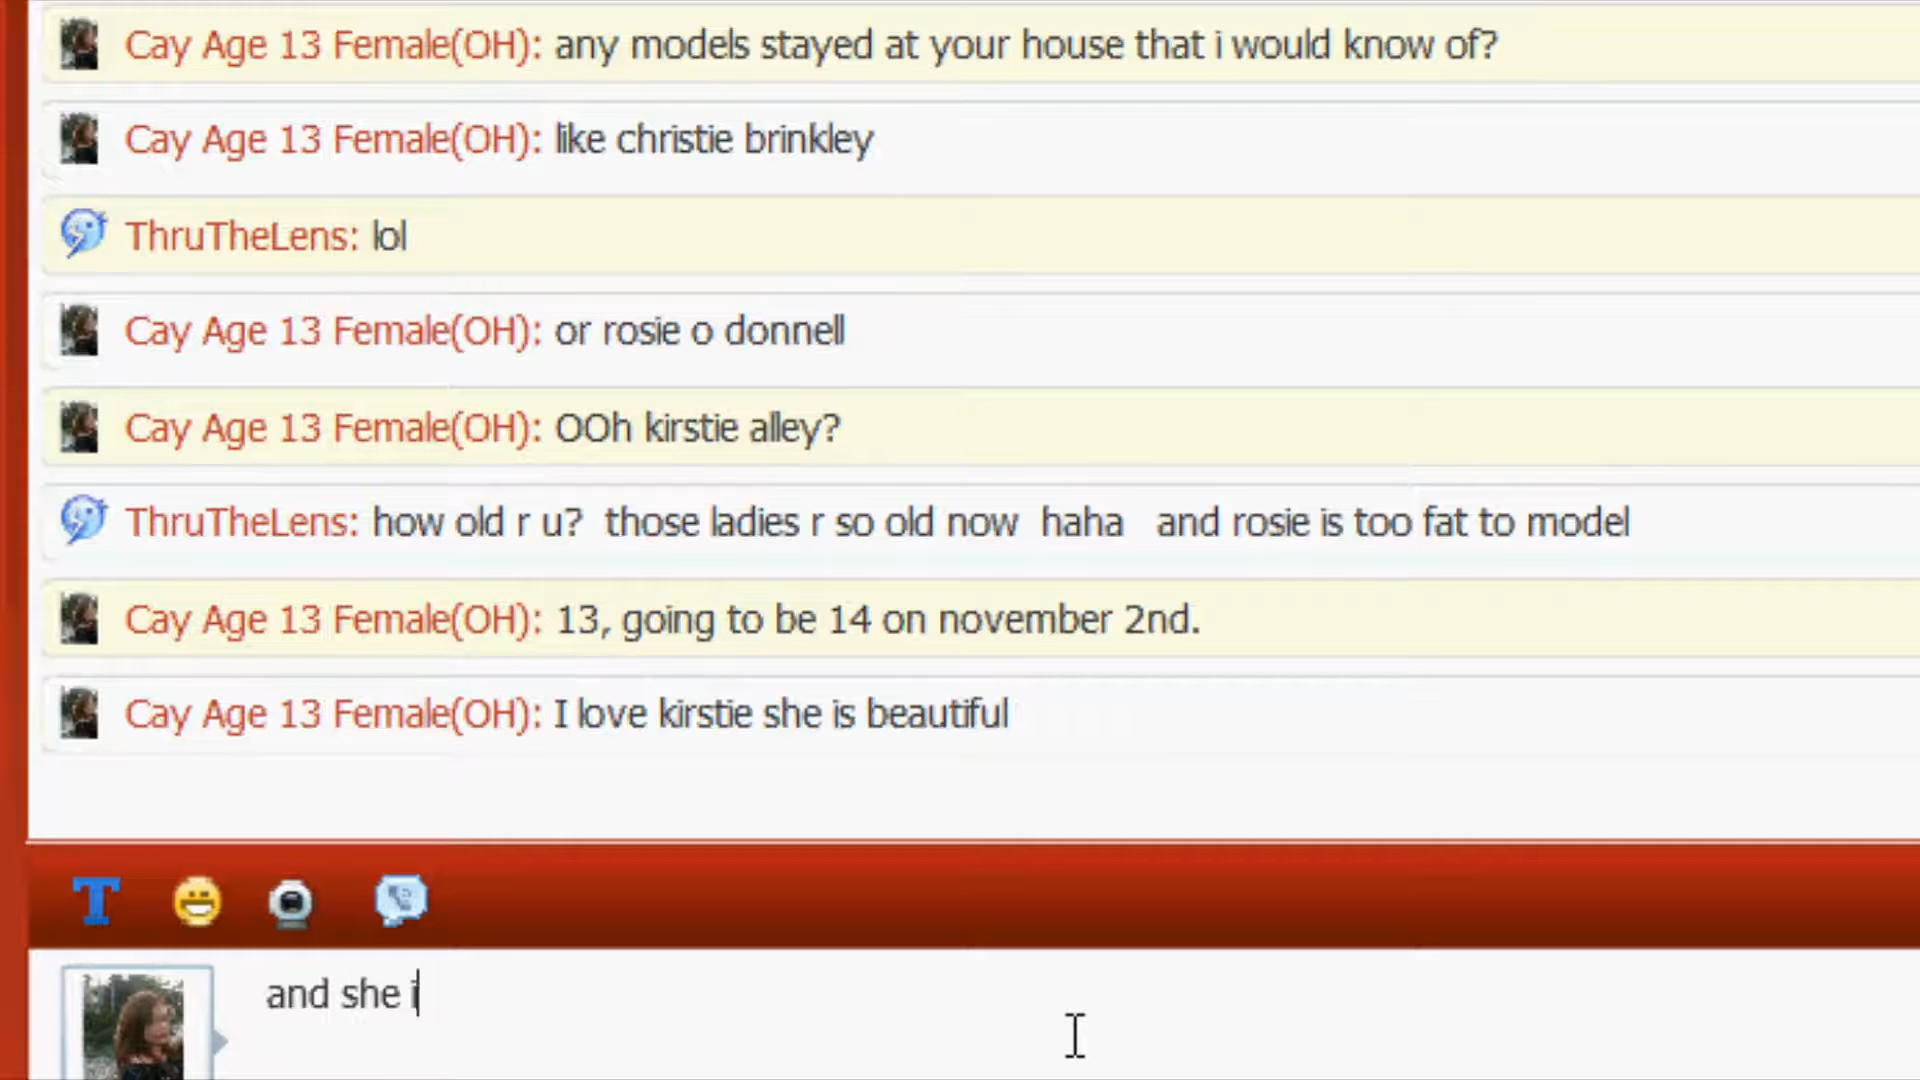 Cay Age 13 Female(OH): any models stayed at your house that i would know of?
Cay Age 13 Female(OH): like christie brinkley
ThruTheLens: lol
Cay Age 13 Female(OH): or rosie o donnell
Cay Age 13 Female(OH): OOh kirstie alley?
ThruTheLens: how old r u?  those ladies r so old now  haha   and rosie is too fat to model
Cay Age 13 Female(OH): 13, going to be 14 on november 2nd.
Cay Age 13 Female(OH): I love kirstie she is beautiful
T
and she i